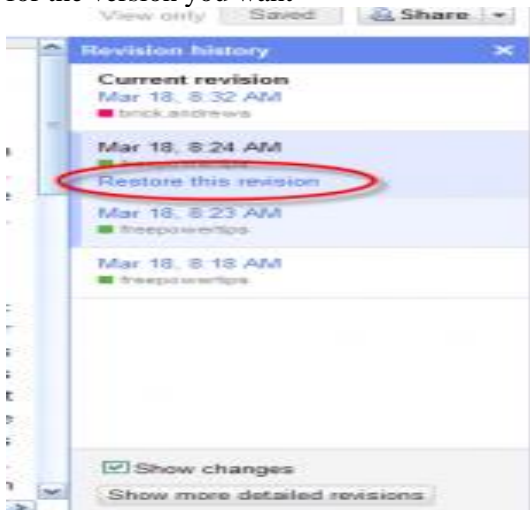 for the version you want
View only Saved Share
Revision history
Current revision
Mar 18, 8:32 AM
brick.andrews
Mar 18, 8:24 AM
freepowertips
Restore this revision
Mar 18, 8:23 AM
freepowertips
Mar 18, 8:18 AM
freepowertips
Show changes
Show more detailed revisions